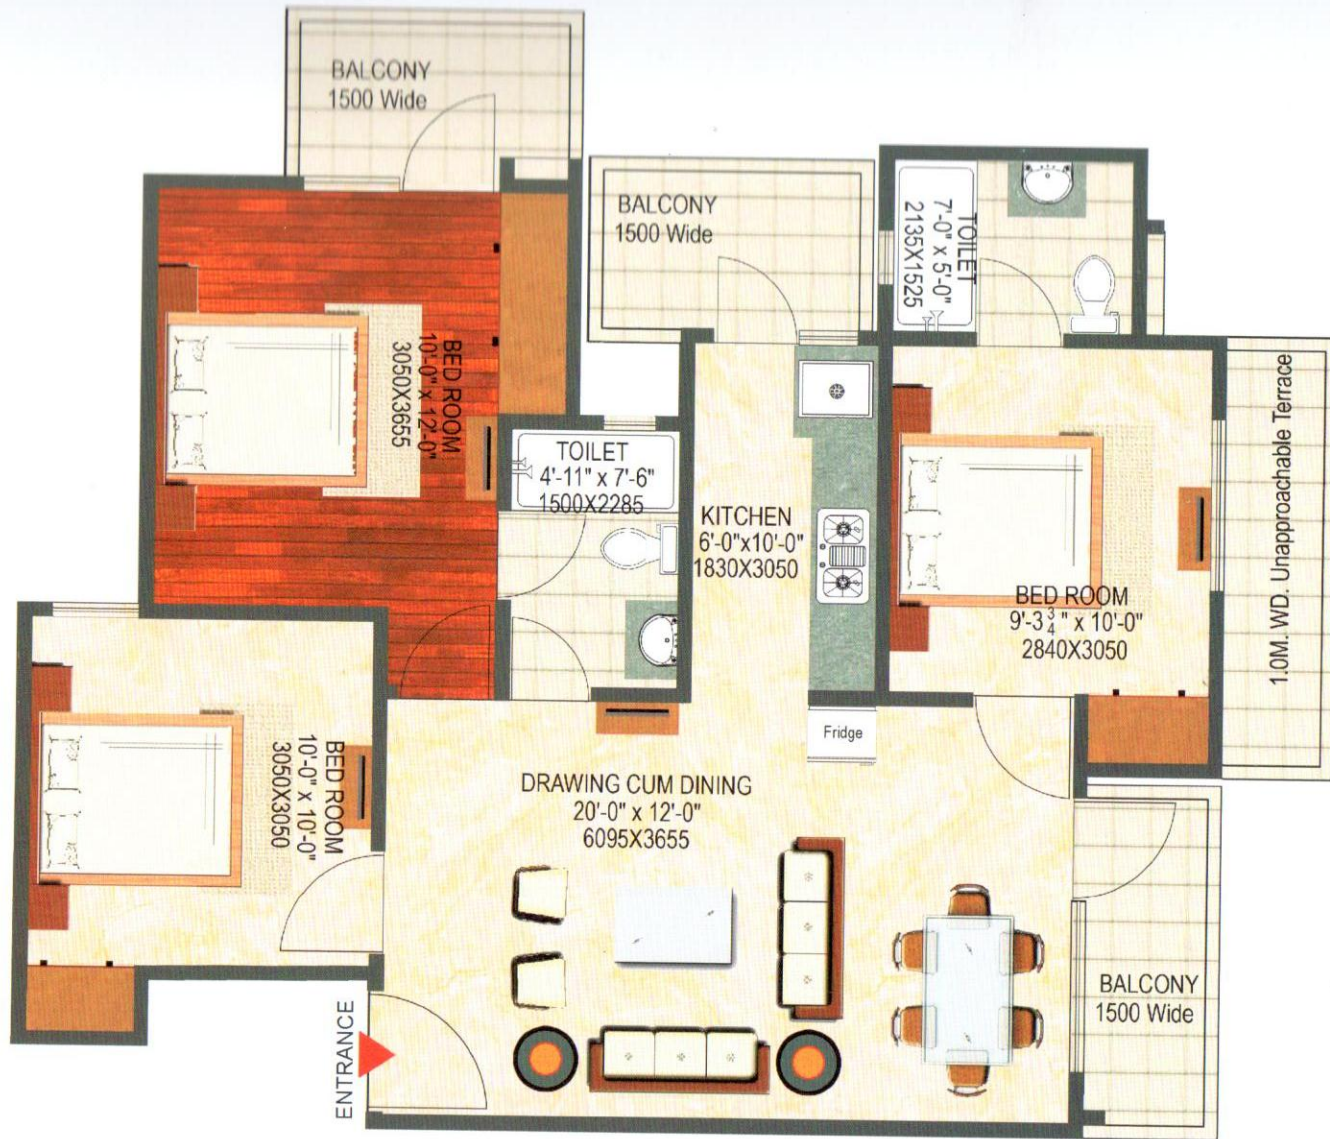 BALCONY
1500 Wide
BALCONY
1500 Wide
TOILET
7'-0" x 5'-0"
2135X1525
BED ROOM
10'-0" x 12'-0"
3050X3655
TOILET
4'-11" x 7'-6"
1500X2285
KITCHEN
6'-0"x10'-0"
1830X3050
BED ROOM
9'-3 3/4" x 10'-0"
2840X3050
1.0M. WD. Unapproachable Terrace
Fridge
BED ROOM
10'-0" x 10'-0"
3050X3050
DRAWING CUM DINING
20'-0" x 12'-0"
6095X3655
BALCONY
1500 Wide
ENTRANCE